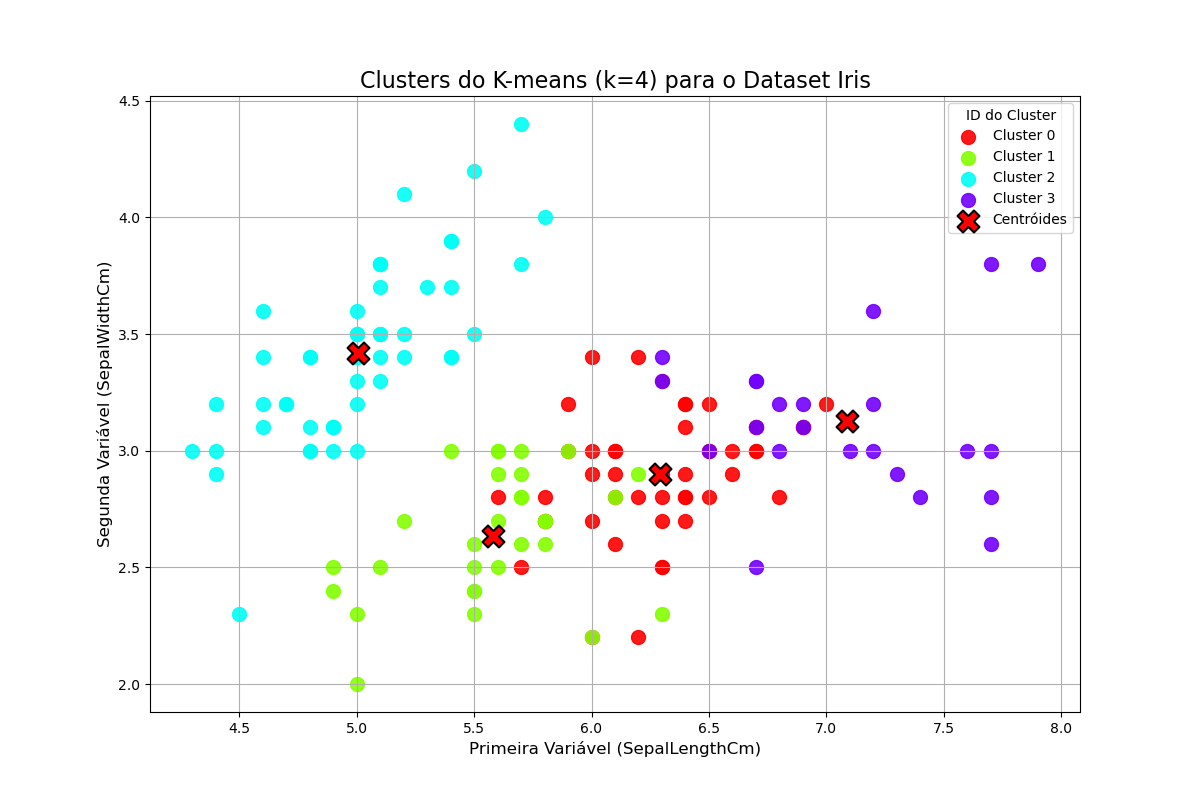 Clusters do K-means (k=4) para o Dataset Iris
ID do Cluster
Cluster 0
Cluster 1
Cluster 2
Cluster 3
Centróides
Segunda Variável (SepalWidthCm)
4.5
4.0
3.5
3.0
2.5
2.0
4.5 5.0 5.5 6.0 6.5 7.0 7.5 8.0
Primeira Variável (SepalLengthCm)